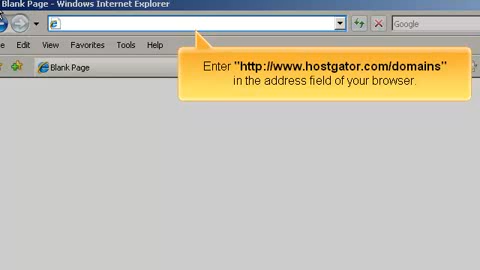 Blank Page - Windows Internet Explorer
Google
e Edit View Favorites Tools Help
Blank Page
Enter "http://www.hostgator.com/domains"
in the address field of your browser.